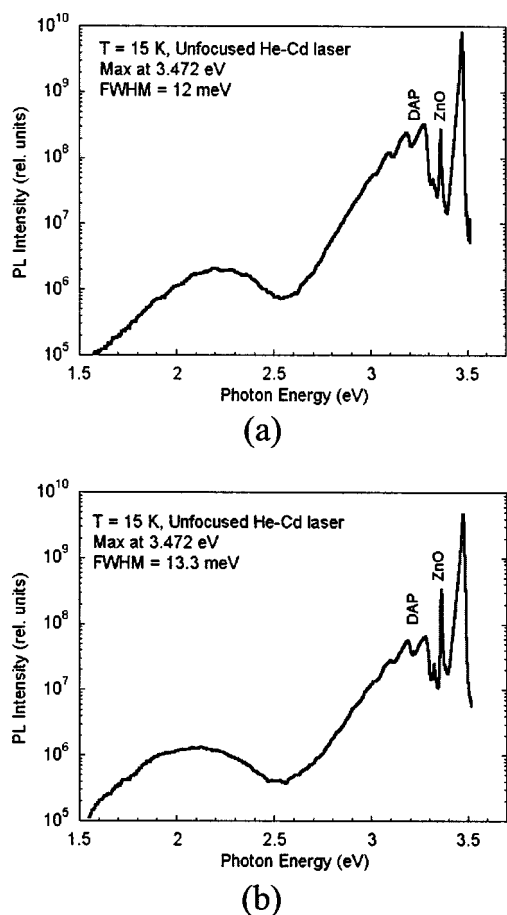 10^10
T = 15 K, Unfocused He-Cd laser
Max at 3.472 eV
FWHM = 12 meV
10^9
DAP
ZnO
10^8
10^7
10^6
10^5
PL Intensity (rel. units)
1.5 2 2.5 3 3.5
Photon Energy (eV)
(a)
10^10
T = 15 K, Unfocused He-Cd laser
Max at 3.472 eV
FWHM = 13.3 meV
10^9
ZnO
DAP
10^8
10^7
10^6
10^5
PL Intensity (rel. units)
1.5 2 2.5 3 3.5
Photon Energy (eV)
(b)